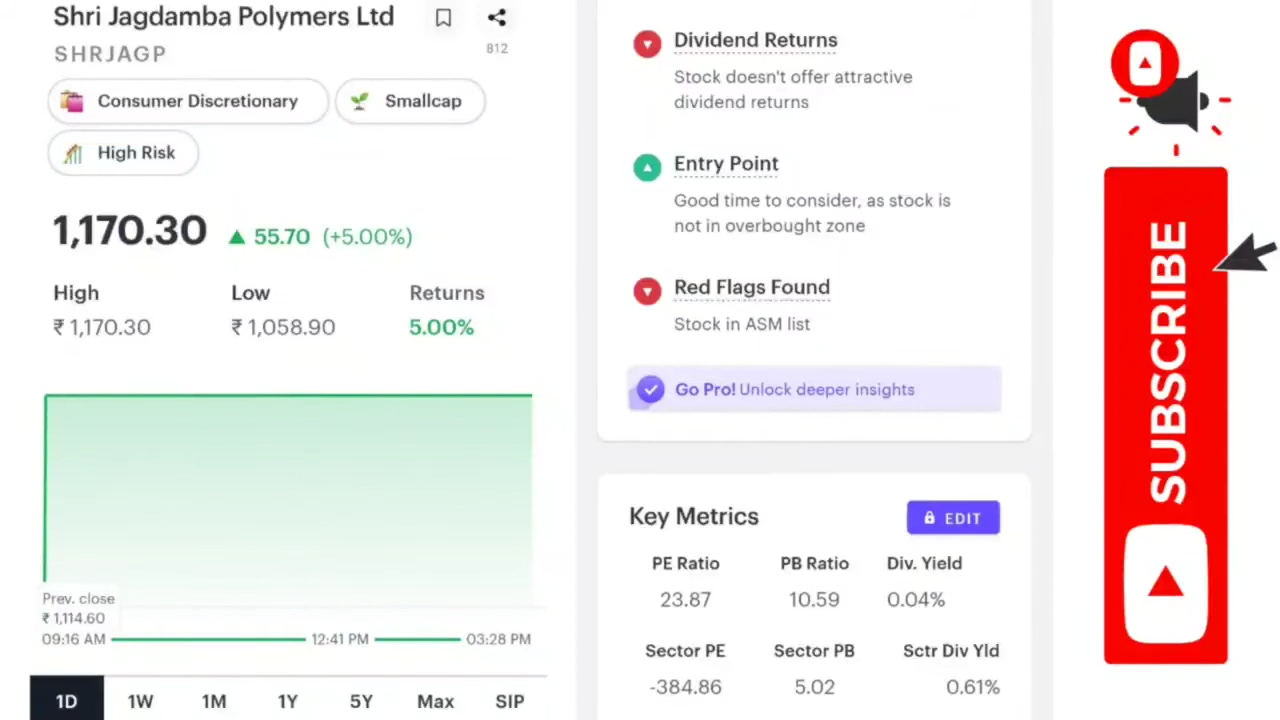 Shri Jagdamba Polymers Ltd
812
SHRJAGP
Consumer Discretionary
Smallcap
High Risk
1,170.30 ▲ 55.70 (+5.00%)
High Low Returns
₹ 1,170.30 ₹ 1,058.90 5.00%
Prev. close
₹ 1,114.60
09:16 AM 12:41 PM 03:28 PM
1D 1W 1M 1Y 5Y Max SIP
Dividend Returns
Stock doesn't offer attractive
dividend returns
Entry Point
Good time to consider, as stock is
not in overbought zone
Red Flags Found
Stock in ASM list
Go Pro! Unlock deeper insights
Key Metrics
EDIT
PE Ratio PB Ratio Div. Yield
23.87 10.59 0.04%
Sector PE Sector PB Sctr Div Yld
-384.86 5.02 0.61%
SUBSCRIBE